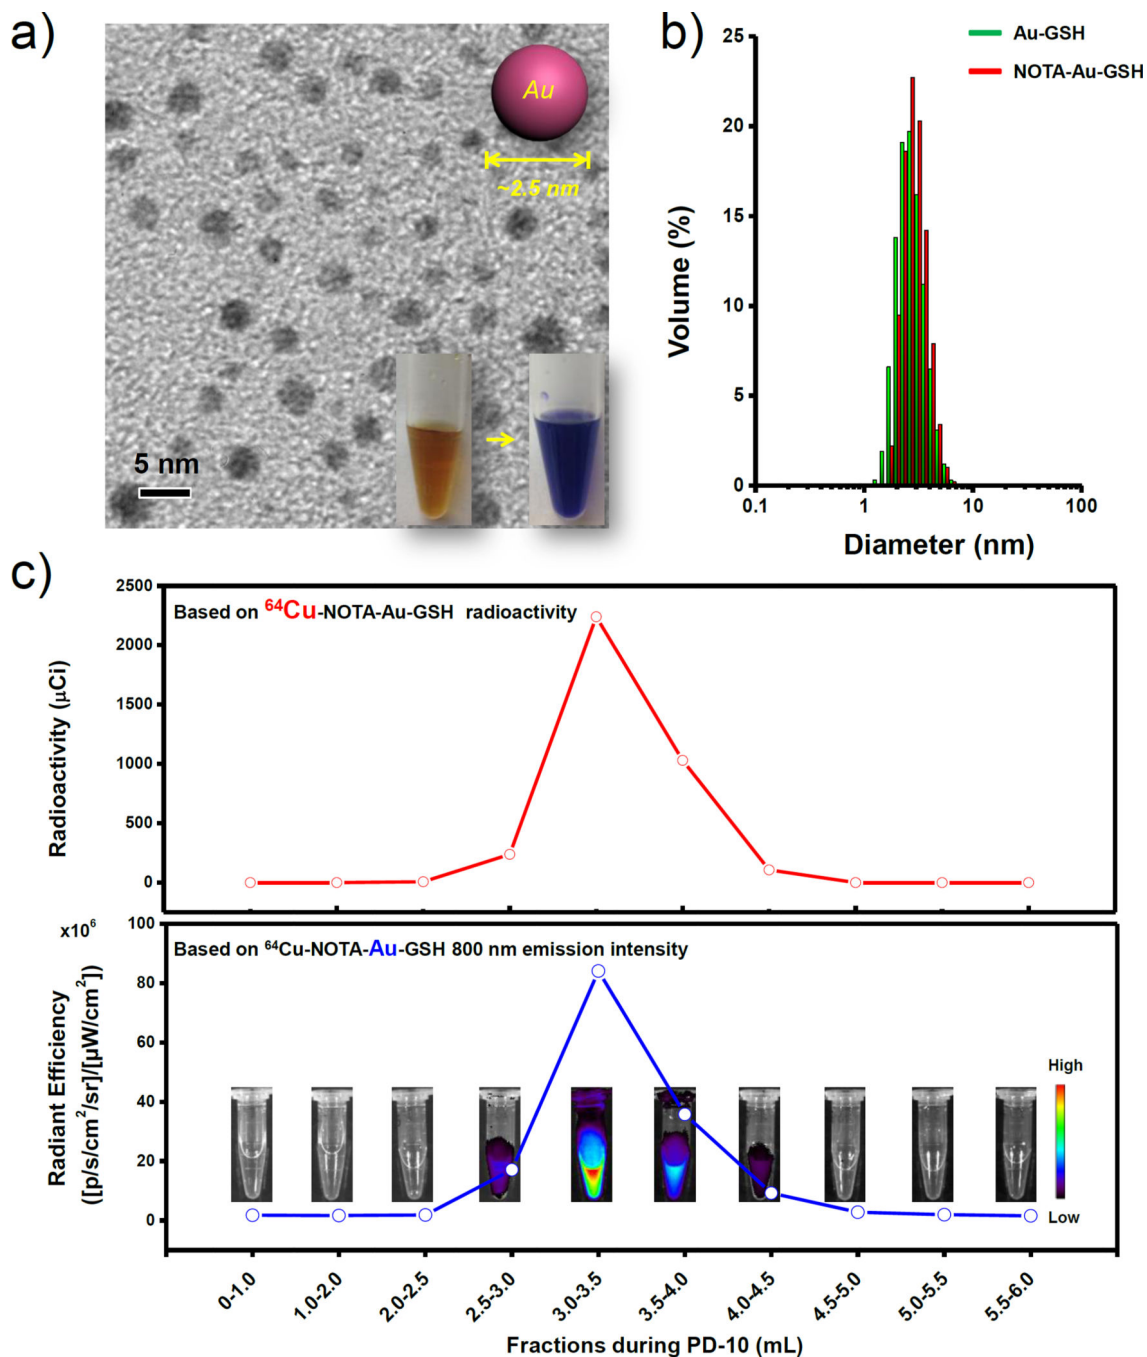 a)
Au
~2.5 nm
5 nm
b)
Au-GSH
NOTA-Au-GSH
25
20
15
10
5
0
Volume (%)
0.1
1
10
100
Diameter (nm)
c)
2500
2000
1500
1000
500
0
Radioactivity (μCi)
Based on ⁶⁴Cu-NOTA-Au-GSH radioactivity
x10⁶
100
80
60
40
20
0
Radiant Efficiency
([p/s/cm²/sr]/[μW/cm²])
Based on ⁶⁴Cu-NOTA-Au-GSH 800 nm emission intensity
High
Low
0-1.0
1.0-2.0
2.0-2.5
2.5-3.0
3.0-3.5
3.5-4.0
4.0-4.5
4.5-5.0
5.0-5.5
5.5-6.0
Fractions during PD-10 (mL)